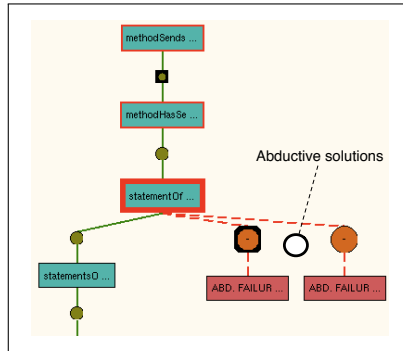 methodSends ...
methodHasSe ...
Abductive solutions
statementOf ...
-
-
statementsO ...
ABD. FAILUR ...
ABD. FAILUR ...